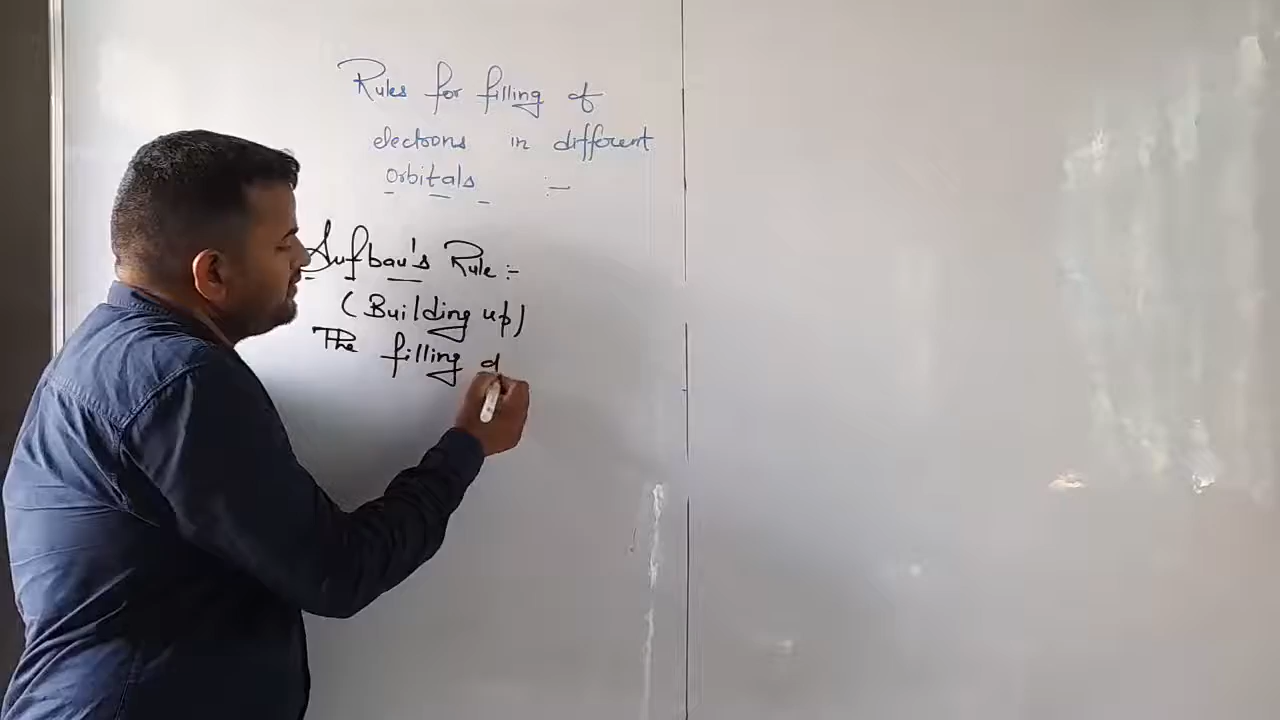 Rules for filling of
electrons in different
orbitals :-
Aufbau's Rule :-
(Building up)
The filling